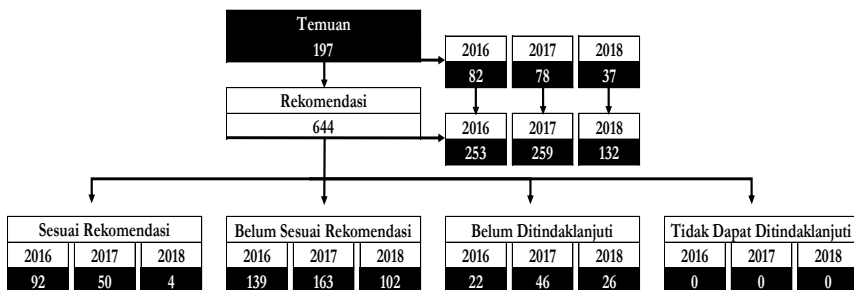 Temuan
197
2016 2017 2018
82 78 37
Rekomendasi
644
2016 2017 2018
253 259 132
Sesuai Rekomendasi
2016 2017 2018
92 50 4
Belum Sesuai Rekomendasi
2016 2017 2018
139 163 102
Belum Ditindaklanjuti
2016 2017 2018
22 46 26
Tidak Dapat Ditindaklanjuti
2016 2017 2018
0 0 0